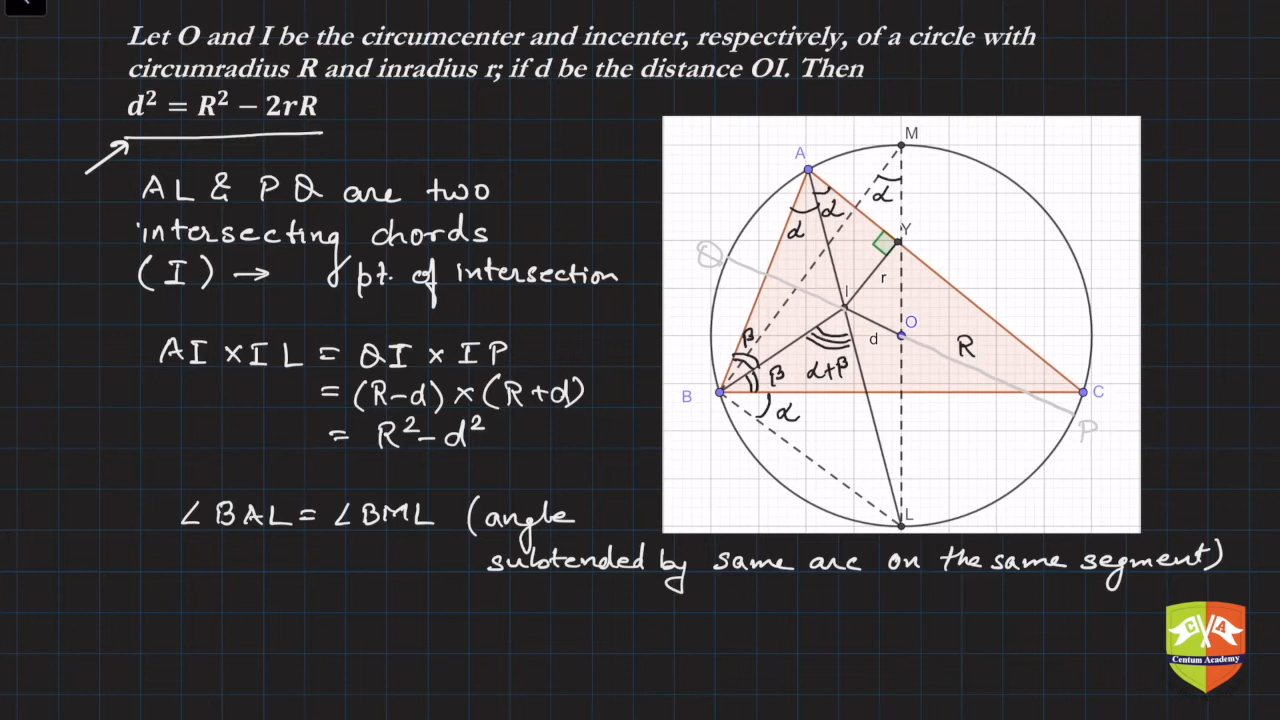 Let O and I be the circumcenter and incenter, respectively, of a circle with
circumradius R and inradius r; if d be the distance OI. Then
d² = R² − 2rR
AL & PQ are two
intersecting chords
(I) → pt. of intersection
AI × IL = QI × IP
= (R-d) × (R+d)
= R² - d²
∠BAL = ∠BML (angle
subtended by same arc on the same segment)
M
A
α
α
α
Y
Q
r
I
O
β
d
R
α+β
β
B
C
α
P
L
C A
Centum Academy